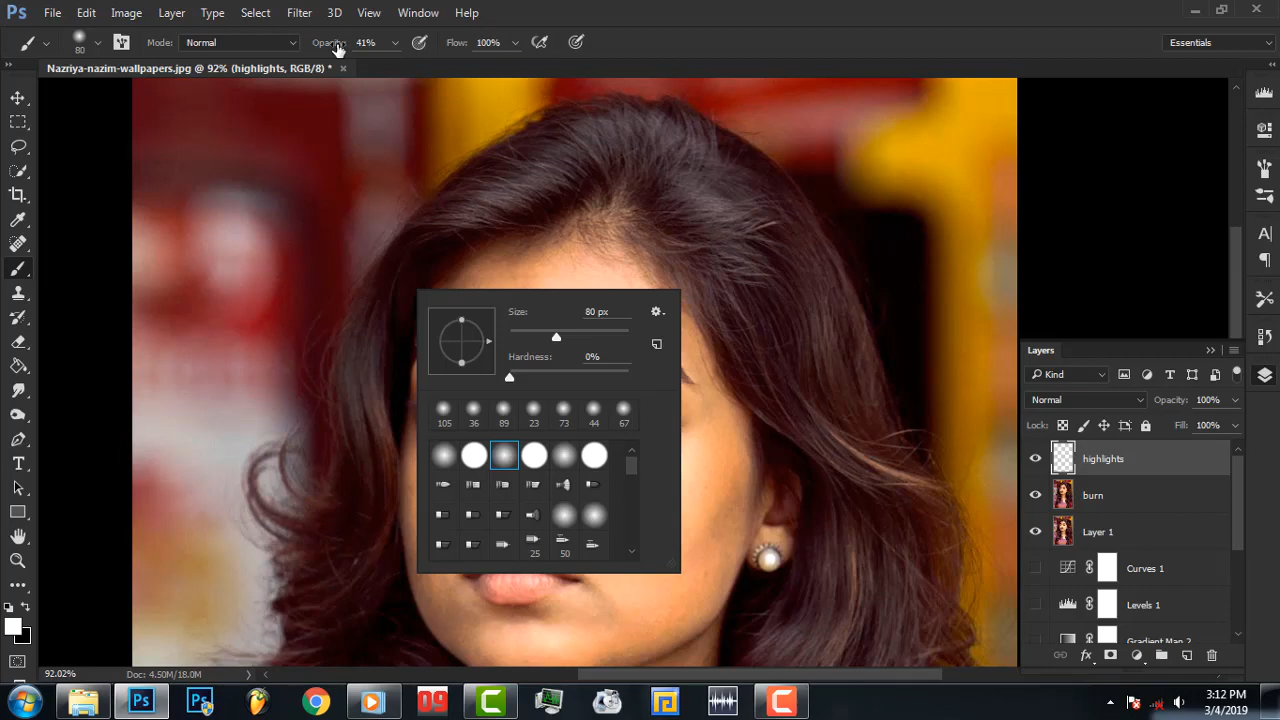 Ps File Edit Image Layer Type Select Filter 3D View Window Help
80 Mode: Normal Opacity: 41% Flow: 100% Essentials
Nazriya-nazim-wallpapers.jpg @ 92% (highlights, RGB/8) * ×
Size: 80 px
Hardness: 0%
105 36 89 23 73 44 67
25 50
Layers
Kind
Normal Opacity: 100%
Lock: Fill: 100%
highlights
burn
Layer 1
Curves 1
Levels 1
Gradient Map 2
92.02% Doc: 4.50M/18.0M
3:12 PM
3/4/2019